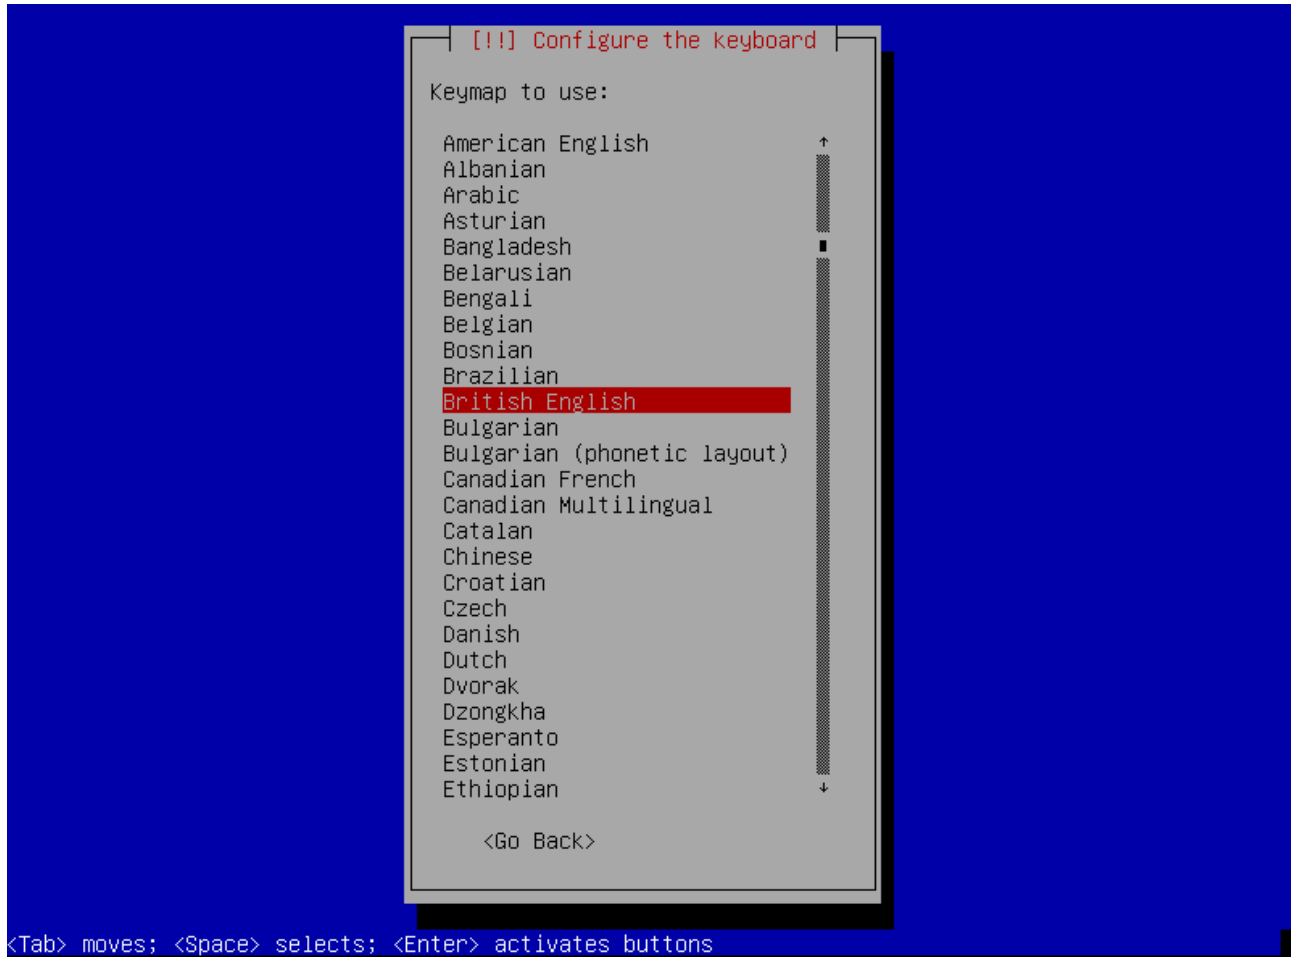 [!!] Configure the keyboard
Keymap to use:
American English
Albanian
Arabic
Asturian
Bangladesh
Belarusian
Bengali
Belgian
Bosnian
Brazilian
British English
Bulgarian
Bulgarian (phonetic layout)
Canadian French
Canadian Multilingual
Catalan
Chinese
Croatian
Czech
Danish
Dutch
Dvorak
Dzongkha
Esperanto
Estonian
Ethiopian
<Go Back>
<Tab> moves; <Space> selects; <Enter> activates buttons